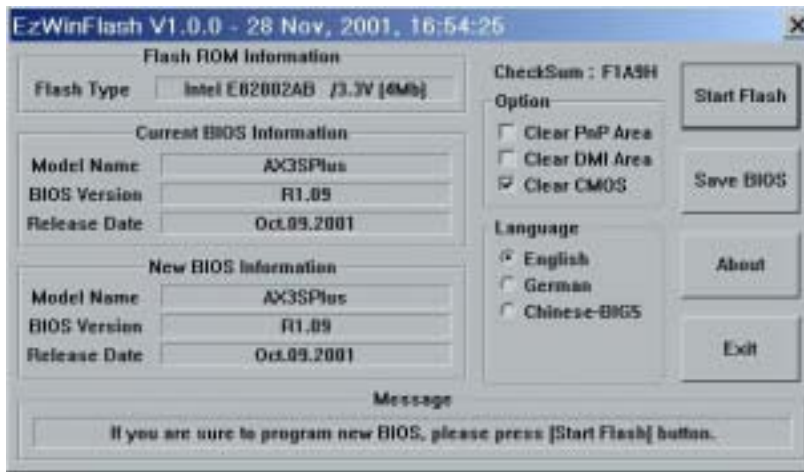 EzWinFlash V1.0.0 - 28 Nov, 2001, 16:54:25
Flash ROM Information
Flash Type Intel E82802AB /3.3V [4Mb]
Current BIOS Information
Model Name AX3SPlus
BIOS Version R1.09
Release Date Oct.09.2001
New BIOS Information
Model Name AX3SPlus
BIOS Version R1.09
Release Date Oct.09.2001
CheckSum : F1A9H
Option
Clear PnP Area
Clear DMI Area
Clear CMOS
Language
English
German
Chinese-BIG5
Start Flash
Save BIOS
About
Exit
Message
If you are sure to program new BIOS, please press [Start Flash] button.